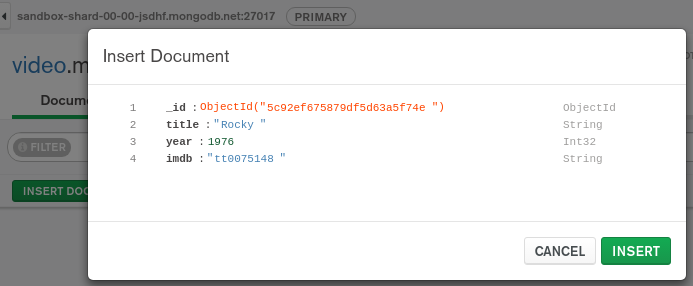 sandbox-shard-00-00-jsdhf.mongodb.net:27017 PRIMARY
video.m
Insert Document
Docume
1 _id : ObjectId("5c92ef675879df5d63a5f74e ") ObjectId
2 title : "Rocky " String
FILTER
3 year : 1976 Int32
4 imdb : "tt0075148 " String
INSERT DOC
CANCEL INSERT